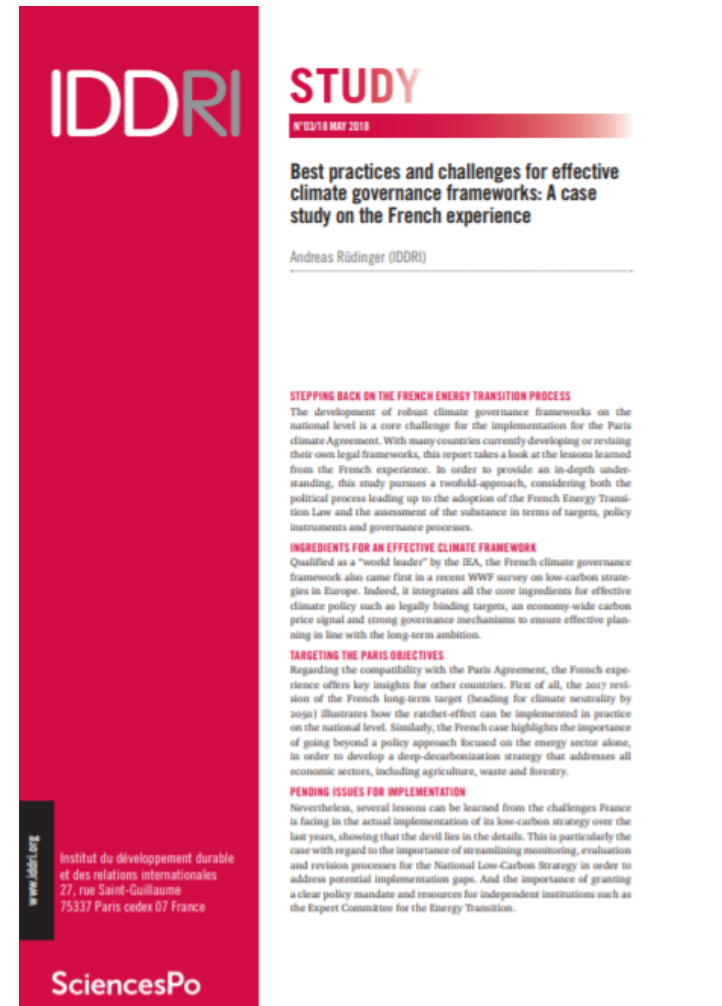 IDDRI
STUDY
N°03/18 MAY 2018
Best practices and challenges for effective
climate governance frameworks: A case
study on the French experience
Andreas Rüdinger (IDDRI)
STEPPING BACK ON THE FRENCH ENERGY TRANSITION PROCESS
The development of robust climate governance frameworks on the
national level is a core challenge for the implementation for the Paris
climate Agreement. With many countries currently developing or revising
their own legal frameworks, this report takes a look at the lessons learned
from the French experience. In order to provide an in-depth under-
standing, this study pursues a twofold-approach, considering both the
political process leading up to the adoption of the French Energy Transi-
tion Law and the assessment of the substance in terms of targets, policy
instruments and governance processes.
INGREDIENTS FOR AN EFFECTIVE CLIMATE FRAMEWORK
Qualified as a “world leader” by the IEA, the French climate governance
framework also came first in a recent WWF survey on low-carbon strate-
gies in Europe. Indeed, it integrates all the core ingredients for effective
climate policy such as legally binding targets, an economy-wide carbon
price signal and strong governance mechanisms to ensure effective plan-
ning in line with the long-term ambition.
TARGETING THE PARIS OBJECTIVES
Regarding the compatibility with the Paris Agreement, the French expe-
rience offers key insights for other countries. First of all, the 2017 revi-
sion of the French long-term target (heading for climate neutrality by
2050) illustrates how the ratchet-effect can be implemented in practice
on the national level. Similarly, the French case highlights the importance
of going beyond a policy approach focused on the energy sector alone,
in order to develop a deep-decarbonization strategy that addresses all
economic sectors, including agriculture, waste and forestry.
PENDING ISSUES FOR IMPLEMENTATION
Nevertheless, several lessons can be learned from the challenges France
is facing in the actual implementation of its low-carbon strategy over the
last years, showing that the devil lies in the details. This is particularly the
case with regard to the importance of streamlining monitoring, evaluation
and revision processes for the National Low-Carbon Strategy in order to
address potential implementation gaps. And the importance of granting
a clear policy mandate and resources for independent institutions such as
the Expert Committee for the Energy Transition.
www.iddri.org
Institut du développement durable
et des relations internationales
27, rue Saint-Guillaume
75337 Paris cedex 07 France
SciencesPo